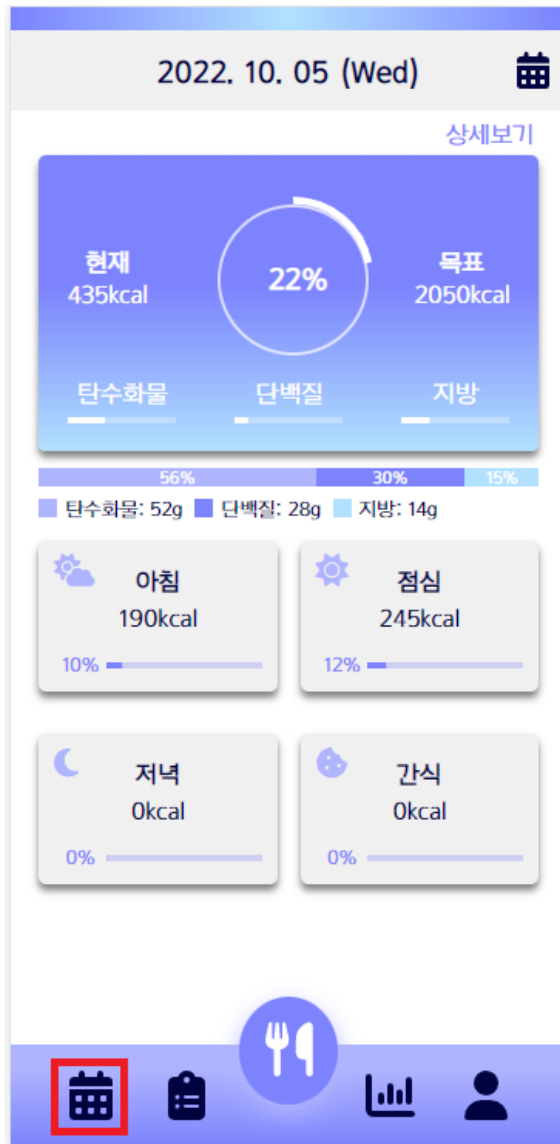 2022. 10. 05 (Wed)
상세보기
현재
435kcal
22%
목표
2050kcal
탄수화물 단백질 지방
56% 30% 15%
탄수화물: 52g 단백질: 28g 지방: 14g
아침
190kcal
10%
점심
245kcal
12%
저녁
0kcal
0%
간식
0kcal
0%